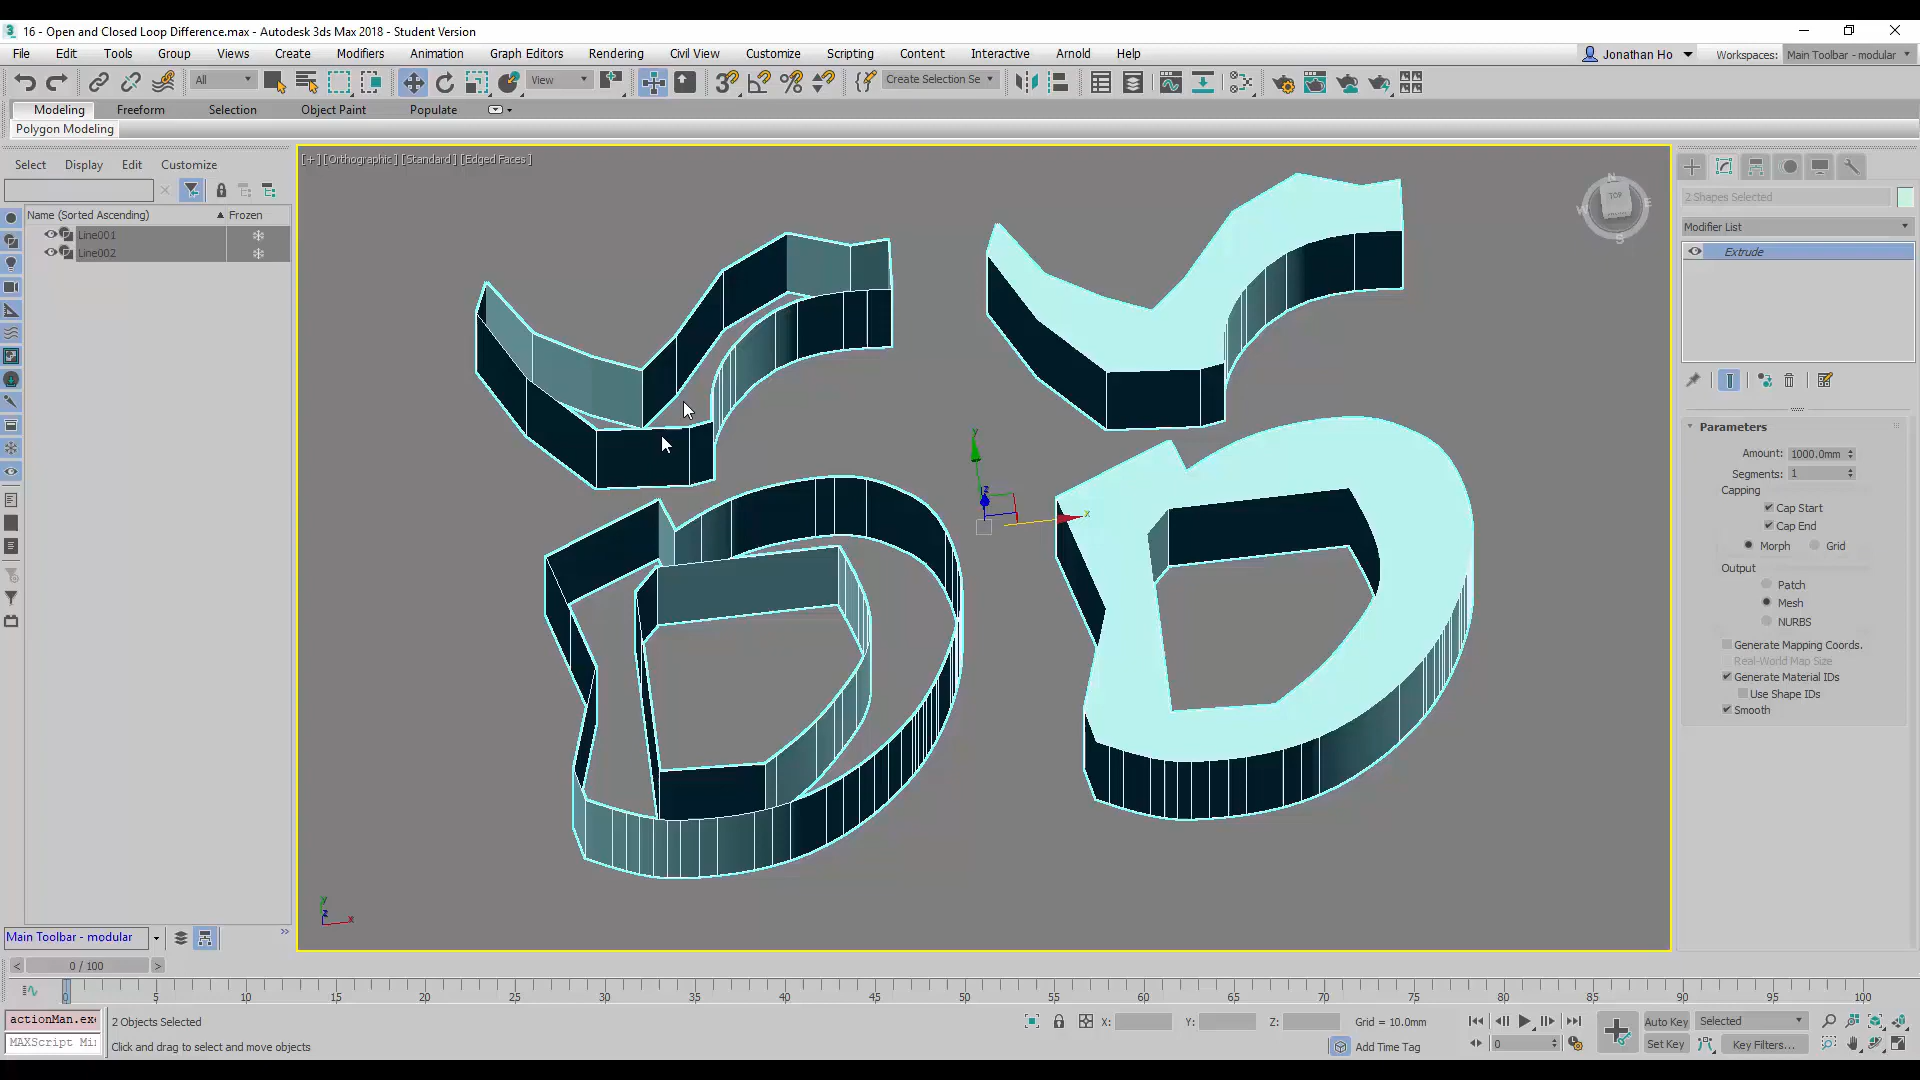 16 - Open and Closed Loop Difference.max - Autodesk 3ds Max 2018 - Student Version
File Edit Tools Group Views Create Modifiers Animation Graph Editors Rendering Civil View Customize Scripting Content Interactive Arnold Help
Jonathan Ho Workspaces: Main Toolbar - modular
All View Create Selection Se
Modeling Freeform Selection Object Paint Populate
Polygon Modeling
Select Display Edit Customize
Name (Sorted Ascending) Frozen
Line001
Line002
[+] [Orthographic] [Standard] [Edged Faces]
N
W TOP E
S
2 Shapes Selected
Modifier List
Extrude
Parameters
Amount: 1000.0mm
Segments: 1
Capping
Cap Start
Cap End
Morph Grid
Output
Patch
Mesh
NURBS
Generate Mapping Coords.
Real-World Map Size
Generate Material IDs
Use Shape IDs
Smooth
y
z
x
y
z
x
Main Toolbar - modular »
< 0 / 100 >
0 5 10 15 20 25 30 35 40 45 50 55 60 65 70 75 80 85 90 95 100
actionMan.exe 2 Objects Selected X: Y: Z: Grid = 10.0mm Auto Key Selected
MAXScript Mi Click and drag to select and move objects Add Time Tag 0 Set Key Key Filters...